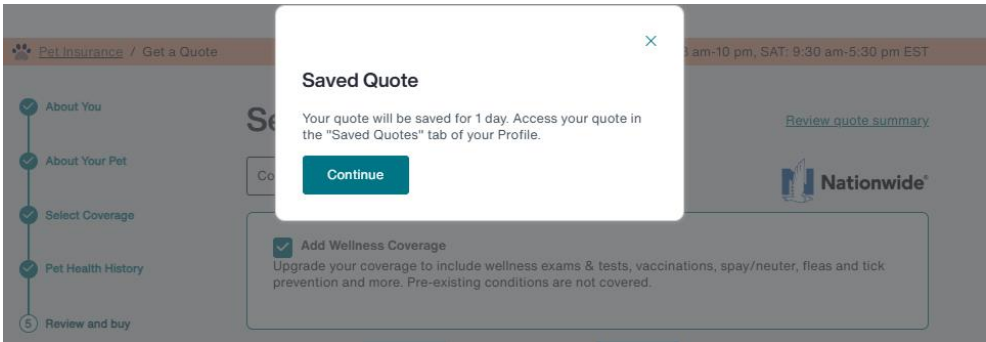 Pet Insurance / Get a Quote
am-10 pm, SAT: 9:30 am-5:30 pm EST
Saved Quote
Your quote will be saved for 1 day. Access your quote in
the "Saved Quotes" tab of your Profile.
Continue
About You
About Your Pet
Select Coverage
Pet Health History
5 Review and buy
Review quote summary
Nationwide®
Add Wellness Coverage
Upgrade your coverage to include wellness exams & tests, vaccinations, spay/neuter, fleas and tick
prevention and more. Pre-existing conditions are not covered.